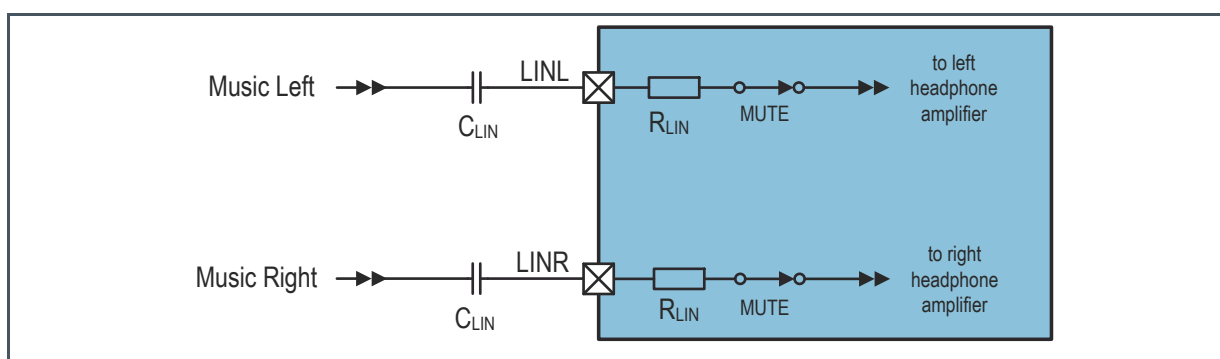 Music Left
LINL
CLIN
RLIN
MUTE
to left
headphone
amplifier
Music Right
LINR
CLIN
RLIN
MUTE
to right
headphone
amplifier